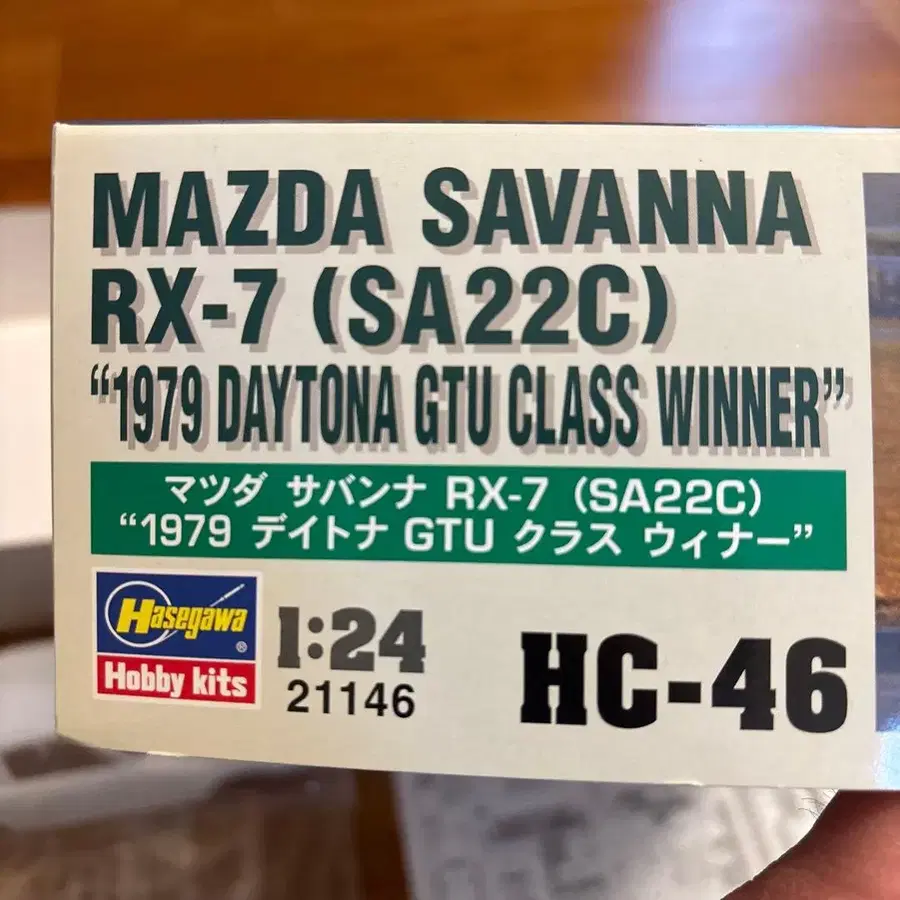 MAZDA SAVANNA
RX-7 (SA22C)
“1979 DAYTONA GTU CLASS WINNER”
マツダ サバンナ RX-7 (SA22C)
“1979 デイトナ GTU クラス ウィナー”
Hasegawa®
Hobby kits
1:24
21146
HC-46